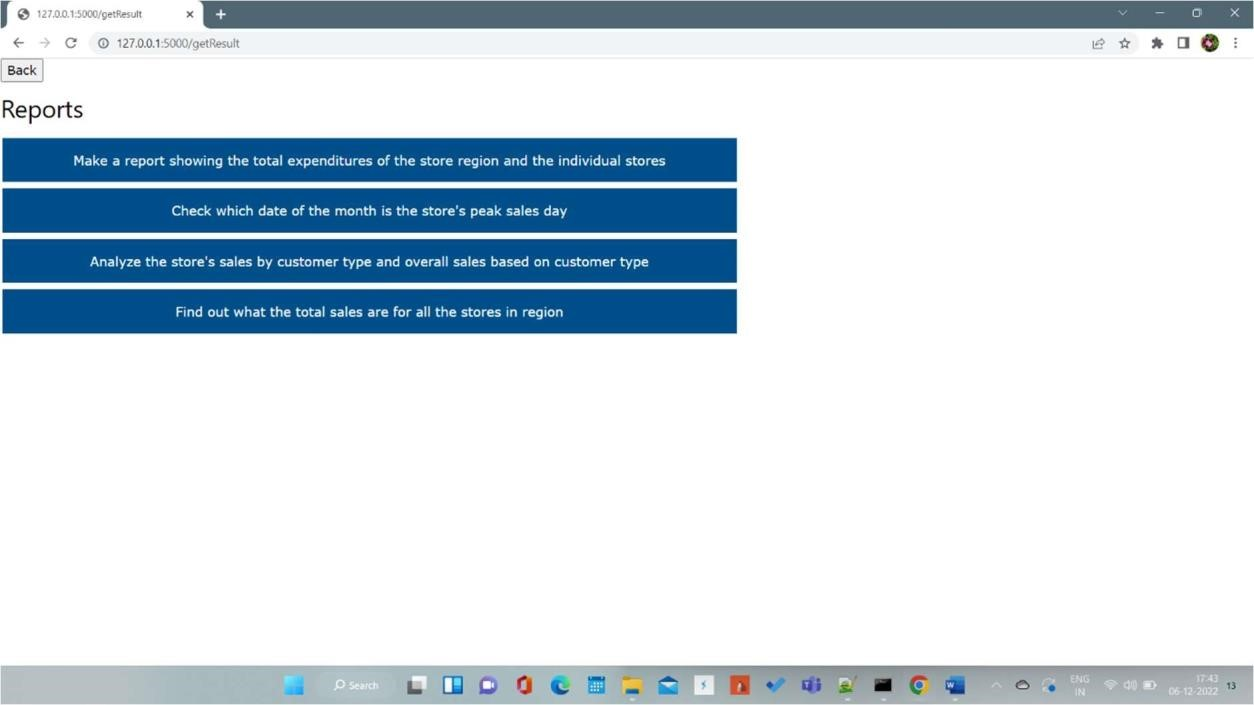 127.0.0.1:5000/getResult
127.0.0.1:5000/getResult
Back
Reports
Make a report showing the total expenditures of the store region and the individual stores
Check which date of the month is the store's peak sales day
Analyze the store's sales by customer type and overall sales based on customer type
Find out what the total sales are for all the stores in region
Search
ENG
IN
17:43
06-12-2022
13